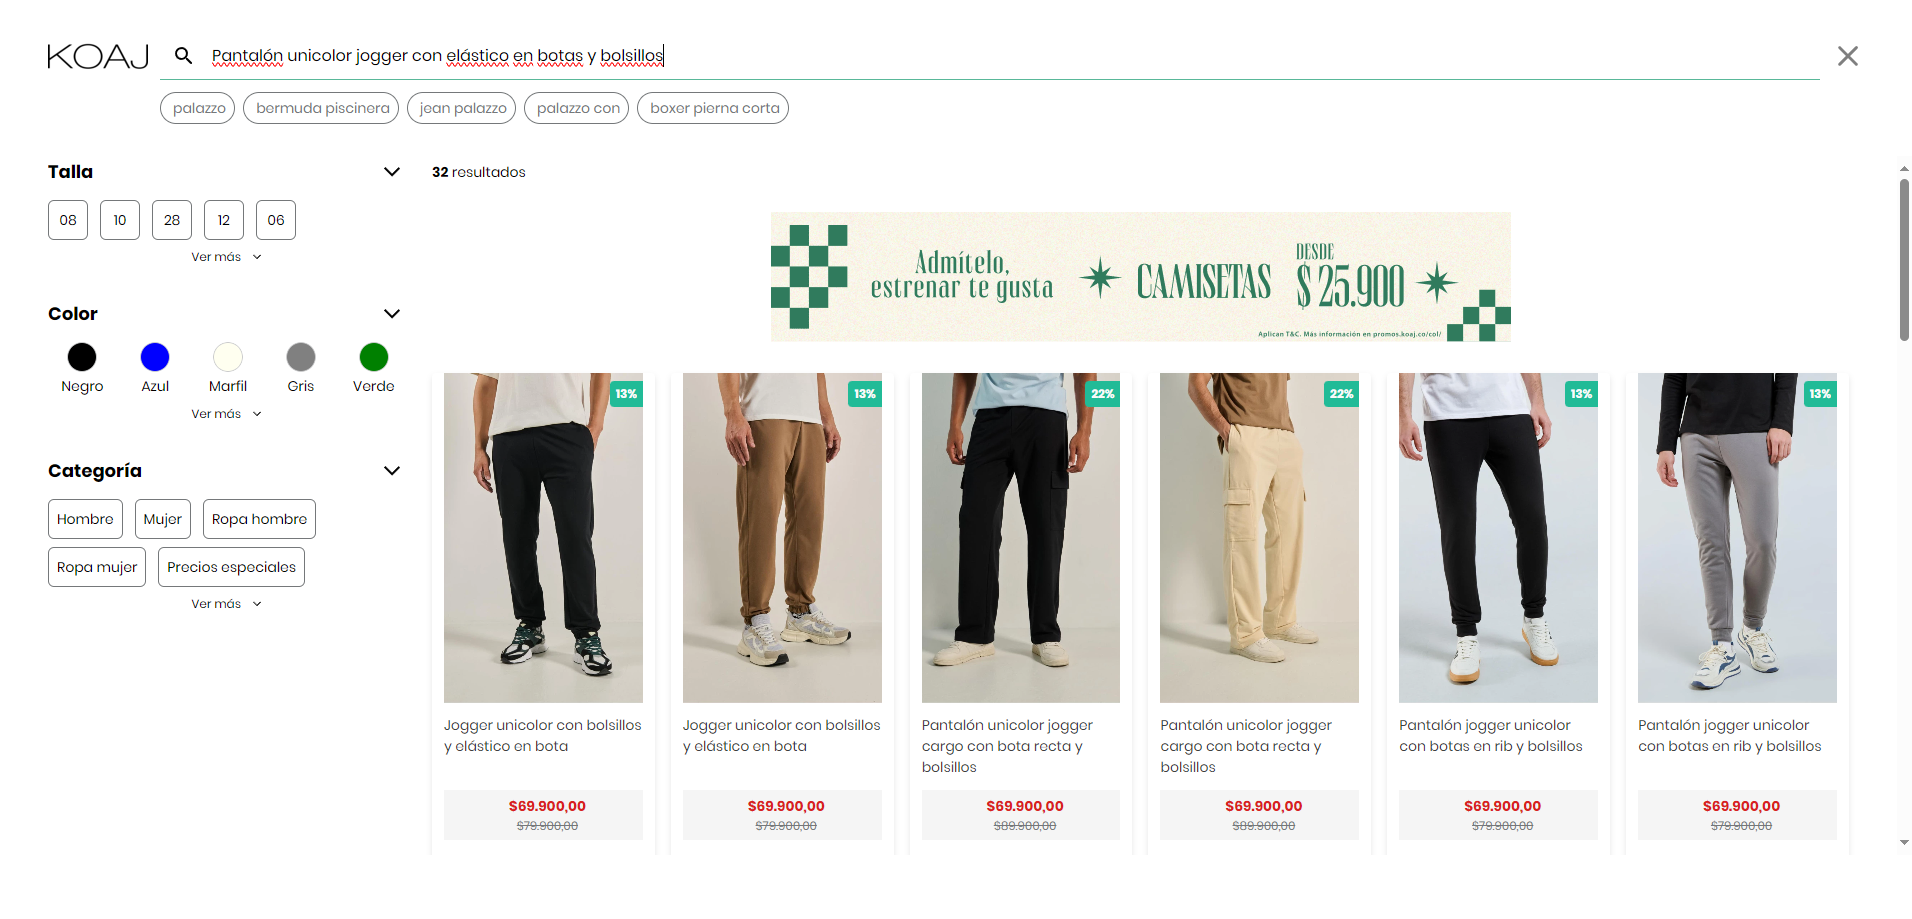 KOAJ
Pantalón unicolor jogger con elástico en botas y bolsillos
palazzo
bermuda piscinera
jean palazzo
palazzo con
boxer pierna corta
Talla
08
10
28
12
06
Ver más
Color
Negro
Azul
Marfil
Gris
Verde
Ver más
Categoría
Hombre
Mujer
Ropa hombre
Ropa mujer
Precios especiales
Ver más
32 resultados
Admítelo,
estrenar te gusta
CAMISETAS
DESDE
$ 25.900
Aplican T&C. Más información en promos.koaj.co/col/
13%
Jogger unicolor con bolsillos
y elástico en bota
$69.900,00
$79.900,00
13%
Jogger unicolor con bolsillos
y elástico en bota
$69.900,00
$79.900,00
22%
Pantalón unicolor jogger
cargo con bota recta y
bolsillos
$69.900,00
$89.900,00
22%
Pantalón unicolor jogger
cargo con bota recta y
bolsillos
$69.900,00
$89.900,00
13%
Pantalón jogger unicolor
con botas en rib y bolsillos
$69.900,00
$79.900,00
13%
Pantalón jogger unicolor
con botas en rib y bolsillos
$69.900,00
$79.900,00